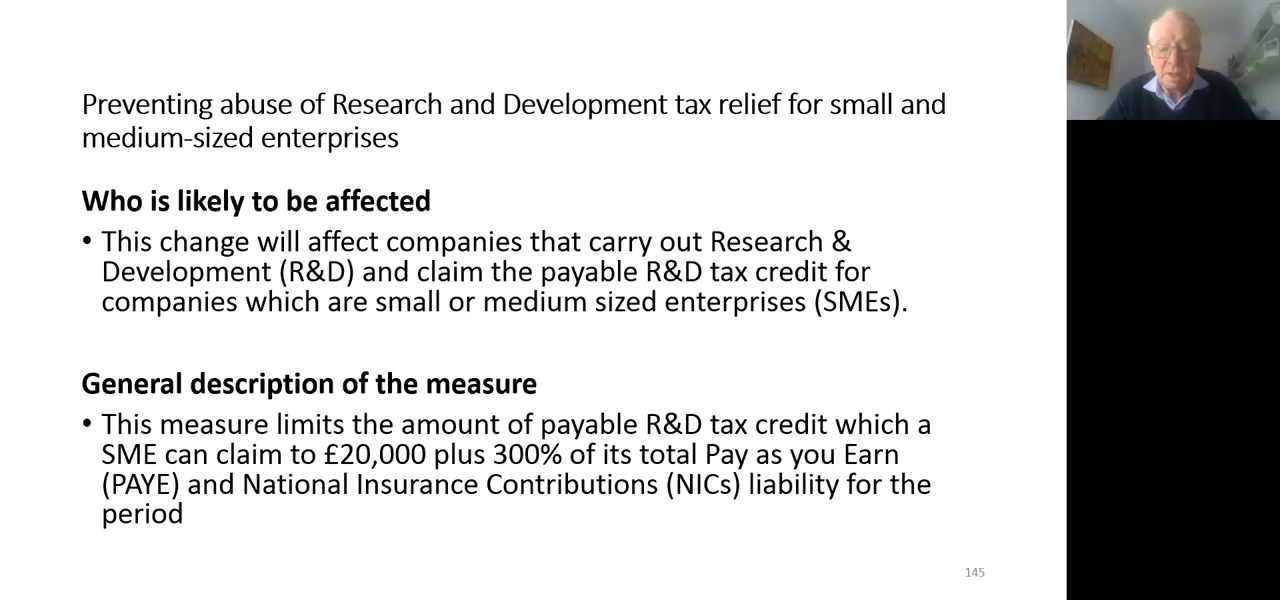 Preventing abuse of Research and Development tax relief for small and
medium-sized enterprises
Who is likely to be affected
• This change will affect companies that carry out Research &
Development (R&D) and claim the payable R&D tax credit for
companies which are small or medium sized enterprises (SMEs).
General description of the measure
• This measure limits the amount of payable R&D tax credit which a
SME can claim to £20,000 plus 300% of its total Pay as you Earn
(PAYE) and National Insurance Contributions (NICs) liability for the
period
145